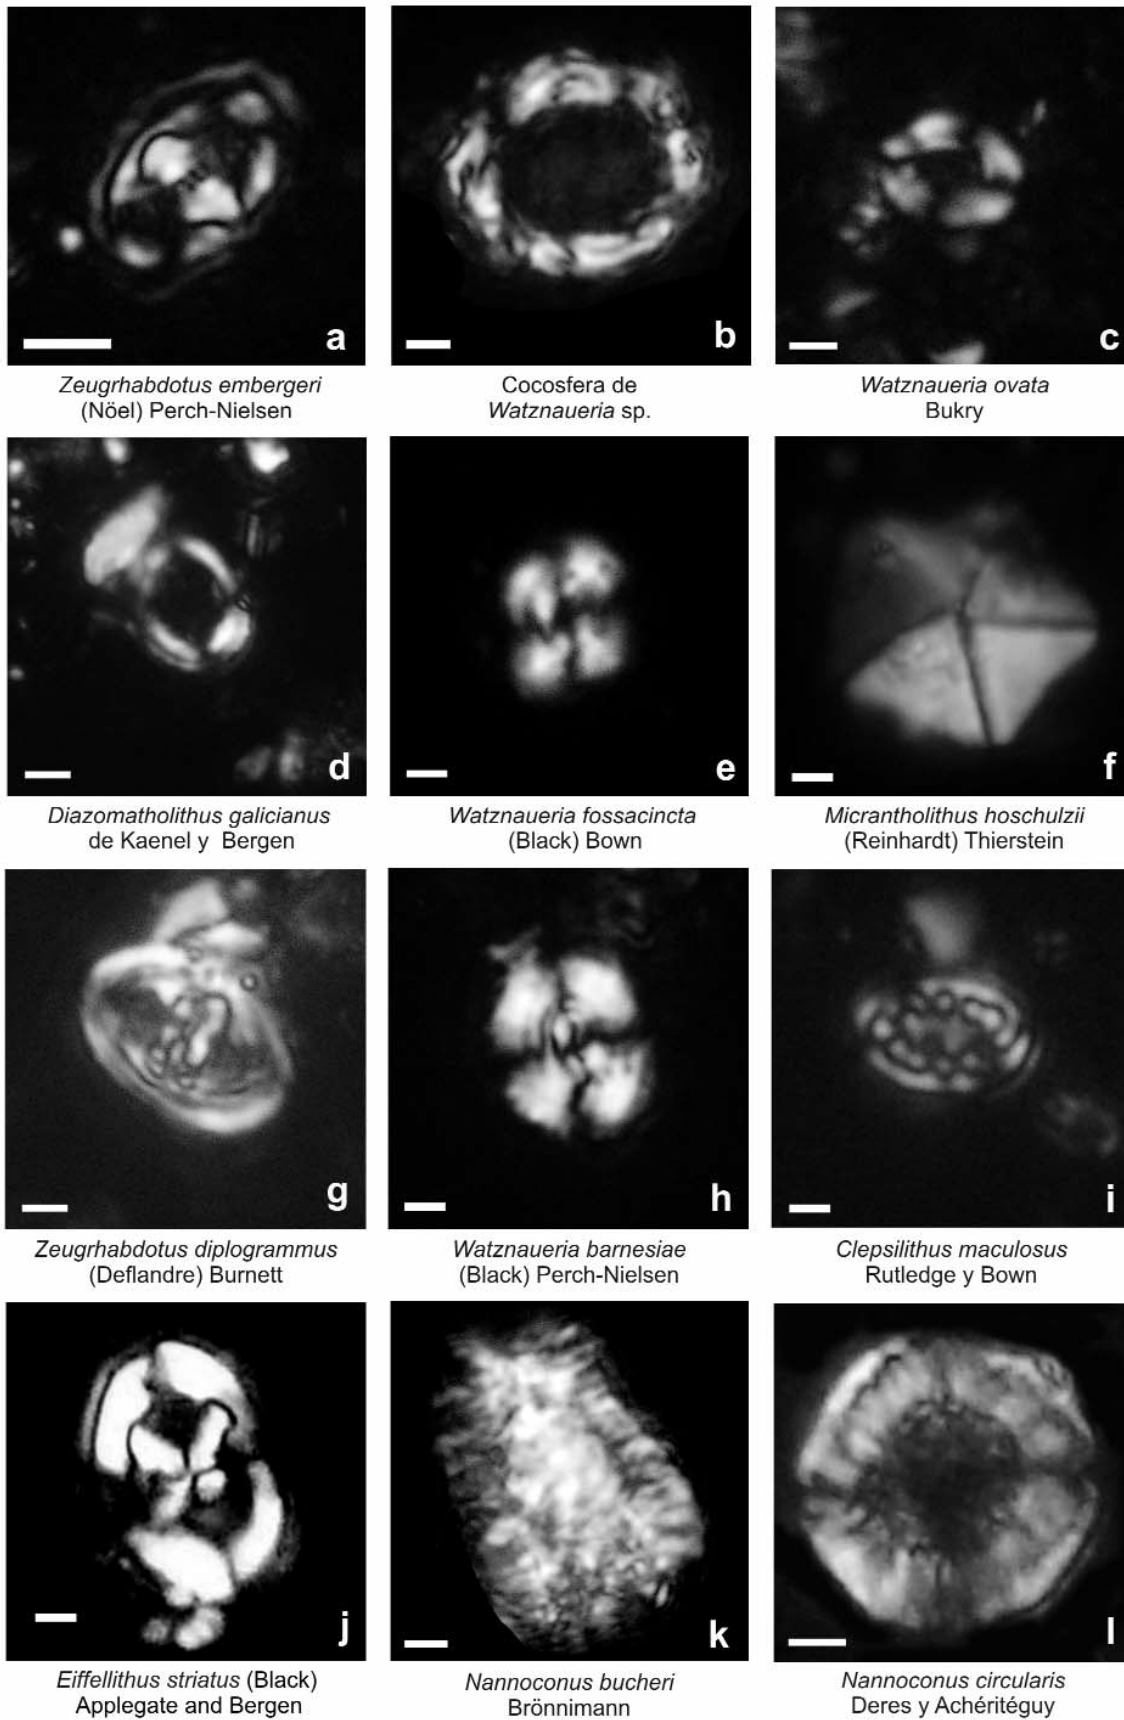 a
b
c
Zeugrhabdotus embergeri
(Nöel) Perch-Nielsen
Cocosfera de
Watznaueria sp.
Watznaueria ovata
Bukry
d
e
f
Diazomatholithus galicianus
de Kaenel y Bergen
Watznaueria fossacincta
(Black) Bown
Micrantholithus hoschulzii
(Reinhardt) Thierstein
g
h
i
Zeugrhabdotus diplogrammus
(Deflandre) Burnett
Watznaueria barnesiae
(Black) Perch-Nielsen
Clepsilithus maculosus
Rutledge y Bown
j
k
l
Eiffellithus striatus (Black)
Applegate and Bergen
Nannoconus bucheri
Brönnimann
Nannoconus circularis
Deres y Achéritéguy